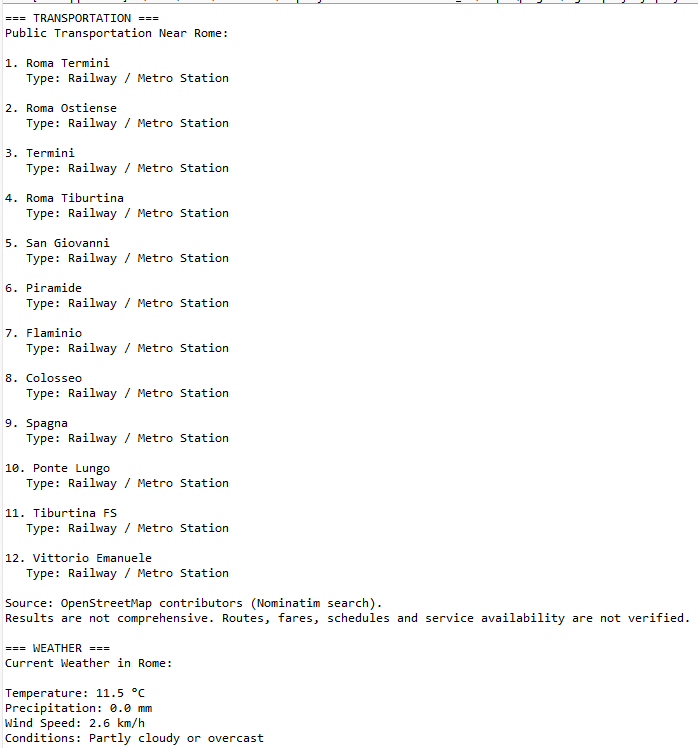 === TRANSPORTATION ===
Public Transportation Near Rome:
1. Roma Termini
Type: Railway / Metro Station
2. Roma Ostiense
Type: Railway / Metro Station
3. Termini
Type: Railway / Metro Station
4. Roma Tiburtina
Type: Railway / Metro Station
5. San Giovanni
Type: Railway / Metro Station
6. Piramide
Type: Railway / Metro Station
7. Flaminio
Type: Railway / Metro Station
8. Colosseo
Type: Railway / Metro Station
9. Spagna
Type: Railway / Metro Station
10. Ponte Lungo
Type: Railway / Metro Station
11. Tiburtina FS
Type: Railway / Metro Station
12. Vittorio Emanuele
Type: Railway / Metro Station
Source: OpenStreetMap contributors (Nominatim search).
Results are not comprehensive. Routes, fares, schedules and service availability are not verified.
=== WEATHER ===
Current Weather in Rome:
Temperature: 11.5 °C
Precipitation: 0.0 mm
Wind Speed: 2.6 km/h
Conditions: Partly cloudy or overcast